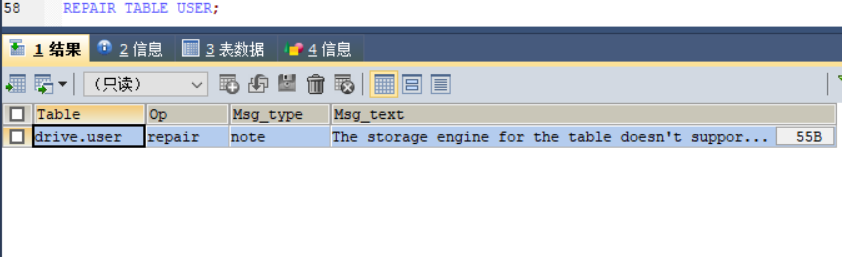 58 REPAIR TABLE USER;
1 结果 2 信息 3 表数据 4 信息
（只读）
Table Op Msg_type Msg_text
drive.user repair note The storage engine for the table doesn't suppor... 55B